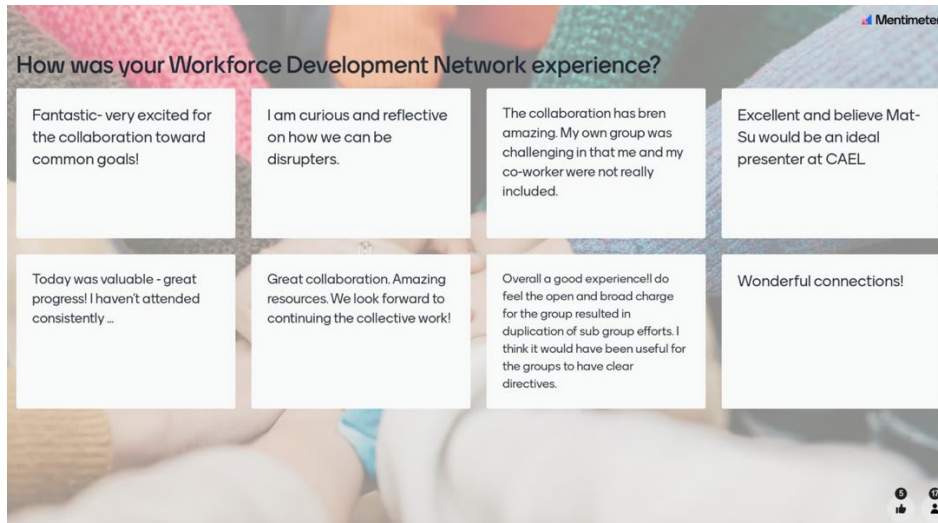 Mentimeter
How was your Workforce Development Network experience?
Fantastic- very excited for
the collaboration toward
common goals!
I am curious and reflective
on how we can be
disrupters.
The collaboration has bren
amazing. My own group was
challenging in that me and my
co-worker were not really
included.
Excellent and believe Mat-
Su would be an ideal
presenter at CAEL
Today was valuable - great
progress! I haven't attended
consistently ...
Great collaboration. Amazing
resources. We look forward to
continuing the collective work!
Overall a good experience!I do
feel the open and broad charge
for the group resulted in
duplication of sub group efforts. I
think it would have been useful for
the groups to have clear
directives.
Wonderful connections!
5
17